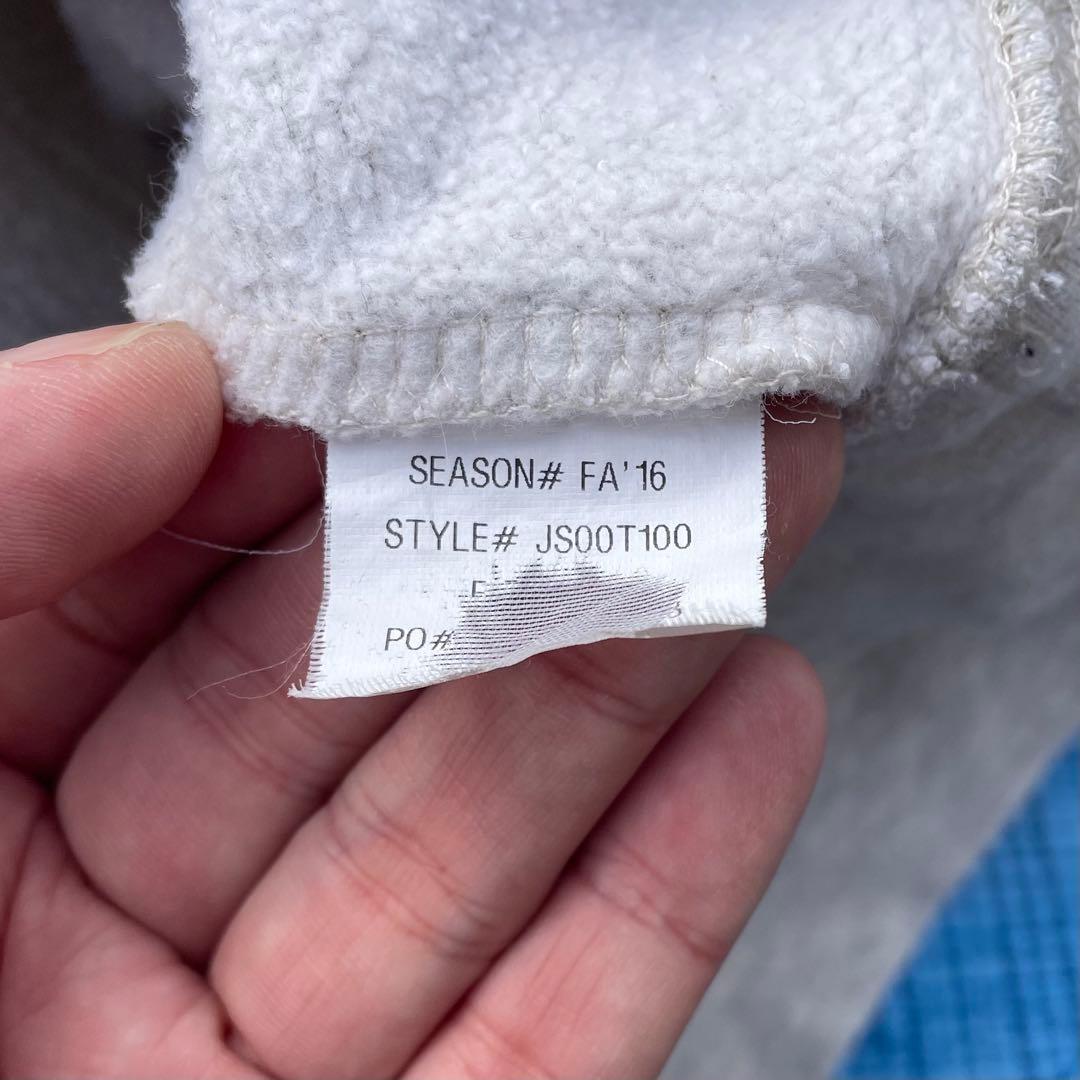 SEASON# FA'16
STYLE# JS00T100
PO#